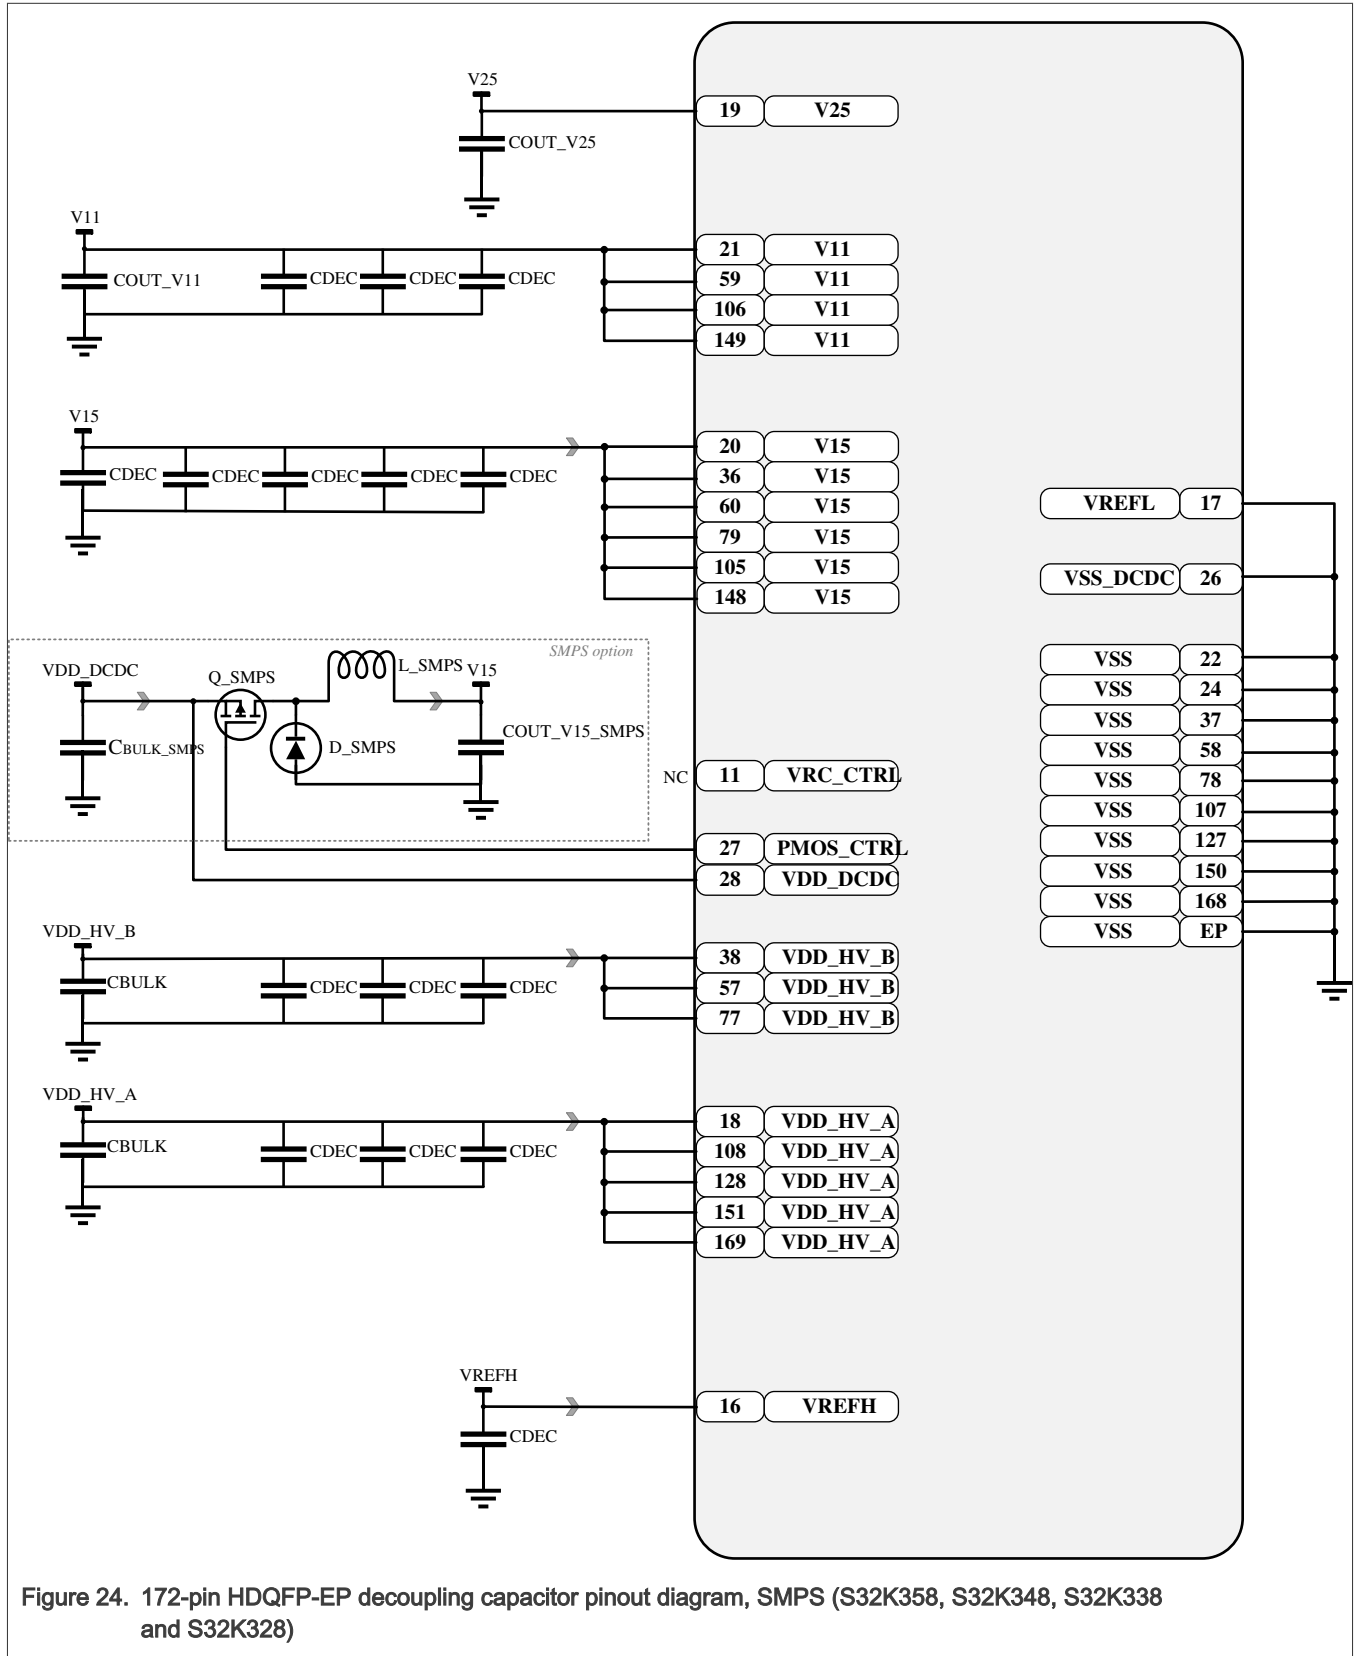 V25
19 V25
COUT_V25
V11
21 V11
COUT_V11 CDEC CDEC CDEC
59 V11
106 V11
149 V11
V15
20 V15
CDEC CDEC CDEC CDEC CDEC
36 V15
60 V15
79 V15
105 V15
148 V15
VREFL 17
VSS_DCDC 26
SMPS option
VDD_DCDC Q_SMPS L_SMPS V15
CBULK_SMPS D_SMPS COUT_V15_SMPS
NC 11 VRC_CTRL
27 PMOS_CTRL
28 VDD_DCDC
VSS 22
VSS 24
VSS 37
VSS 58
VSS 78
VSS 107
VSS 127
VSS 150
VSS 168
VSS EP
VDD_HV_B
38 VDD_HV_B
CBULK CDEC CDEC CDEC
57 VDD_HV_B
77 VDD_HV_B
VDD_HV_A
18 VDD_HV_A
CBULK CDEC CDEC CDEC
108 VDD_HV_A
128 VDD_HV_A
151 VDD_HV_A
169 VDD_HV_A
VREFH
16 VREFH
CDEC
Figure 24. 172-pin HDQFP-EP decoupling capacitor pinout diagram, SMPS (S32K358, S32K348, S32K338
and S32K328)